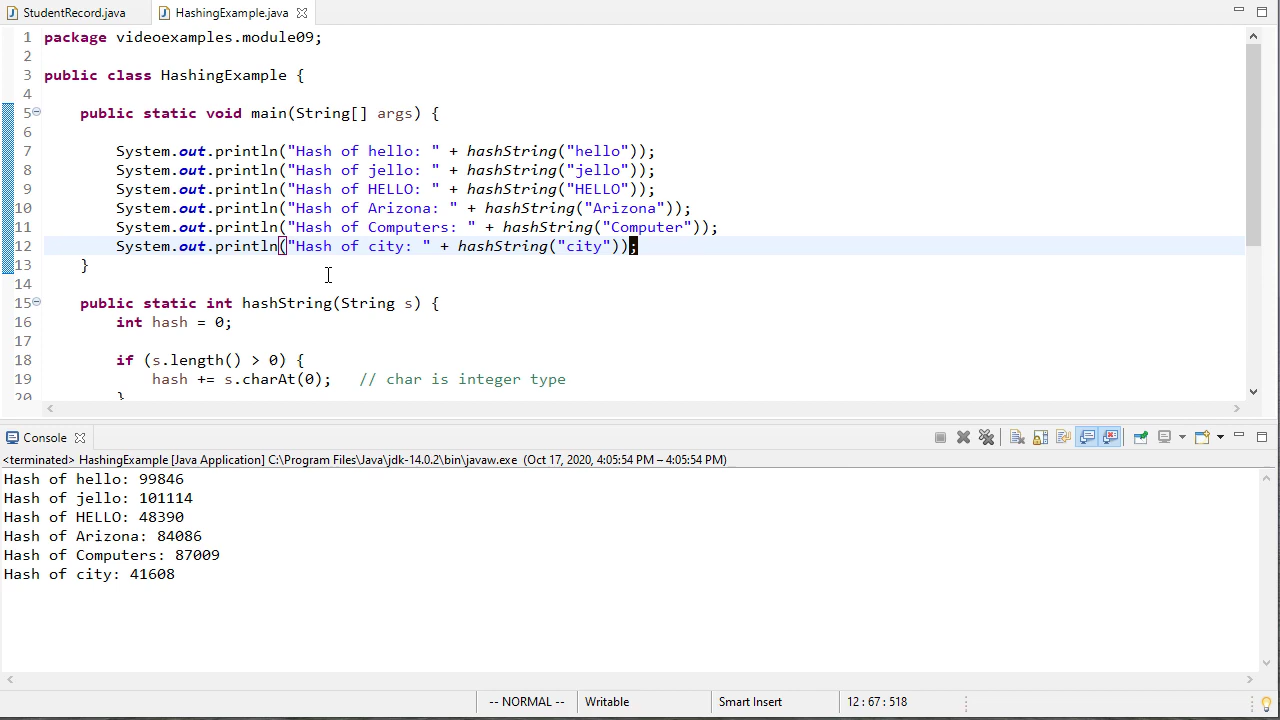 StudentRecord.java
HashingExample.java
1 package videoexamples.module09;
2
3 public class HashingExample {
4
5 public static void main(String[] args) {
6
7 System.out.println("Hash of hello: " + hashString("hello"));
8 System.out.println("Hash of jello: " + hashString("jello"));
9 System.out.println("Hash of HELLO: " + hashString("HELLO"));
10 System.out.println("Hash of Arizona: " + hashString("Arizona"));
11 System.out.println("Hash of Computers: " + hashString("Computer"));
12 System.out.println("Hash of city: " + hashString("city"));
13 }
14
15 public static int hashString(String s) {
16 int hash = 0;
17
18 if (s.length() > 0) {
19 hash += s.charAt(0); // char is integer type
20 }
Console
<terminated> HashingExample [Java Application] C:\Program Files\Java\jdk-14.0.2\bin\javaw.exe (Oct 17, 2020, 4:05:54 PM – 4:05:54 PM)
Hash of hello: 99846
Hash of jello: 101114
Hash of HELLO: 48390
Hash of Arizona: 84086
Hash of Computers: 87009
Hash of city: 41608
-- NORMAL -- Writable Smart Insert 12:67:518